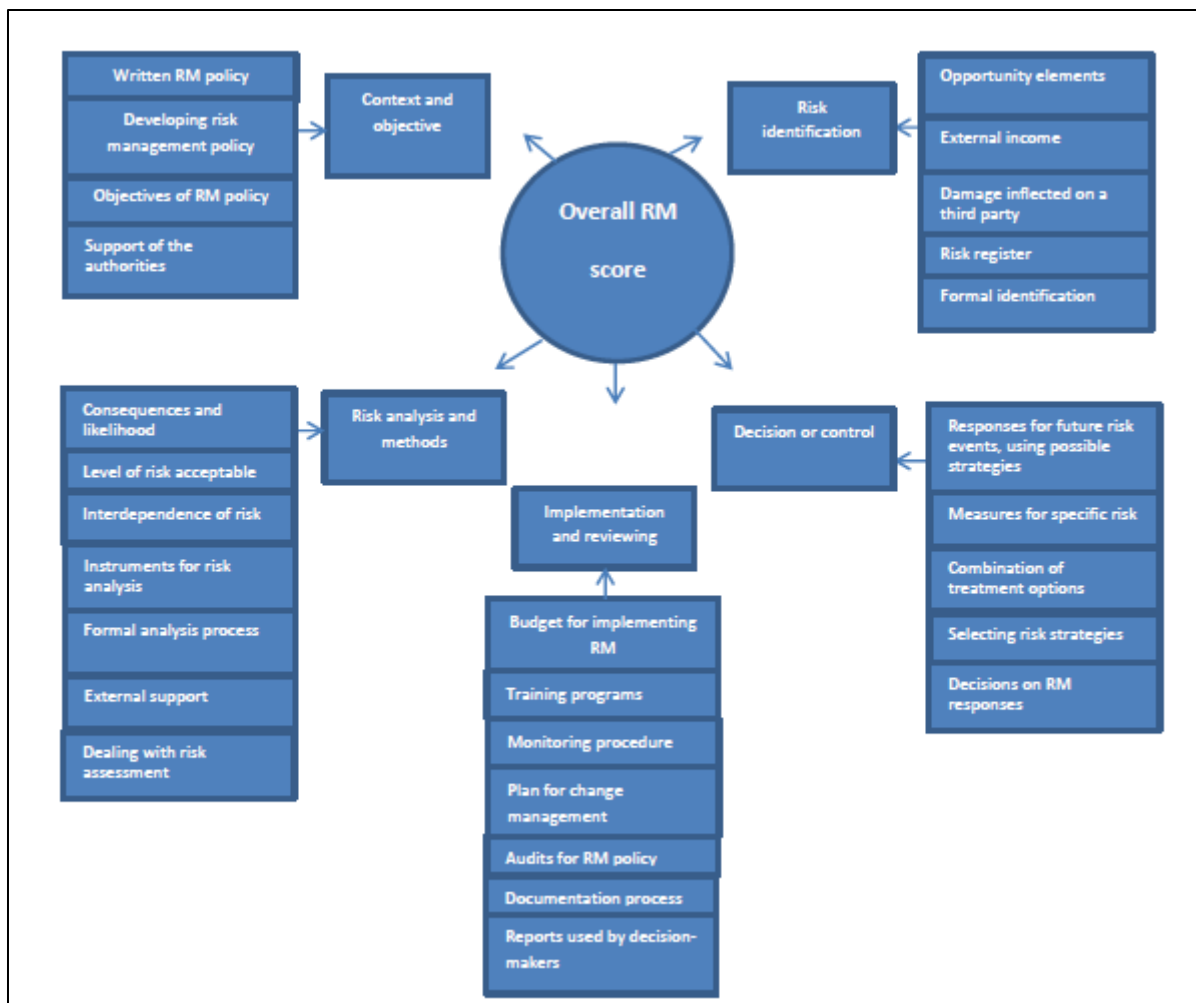 Written RM policy
Developing risk
management policy
Objectives of RM policy
Support of the
authorities
Context and
objective
Overall RM
score
Risk
identification
Opportunity elements
External income
Damage inflected on a
third party
Risk register
Formal identification
Consequences and
likelihood
Level of risk acceptable
Interdependence of risk
Instruments for risk
analysis
Formal analysis process
External support
Dealing with risk
assessment
Risk analysis and
methods
Implementation
and reviewing
Budget for implementing
RM
Training programs
Monitoring procedure
Plan for change
management
Audits for RM policy
Documentation process
Reports used by decision-
makers
Decision or control
Responses for future risk
events, using possible
strategies
Measures for specific risk
Combination of
treatment options
Selecting risk strategies
Decisions on RM
responses